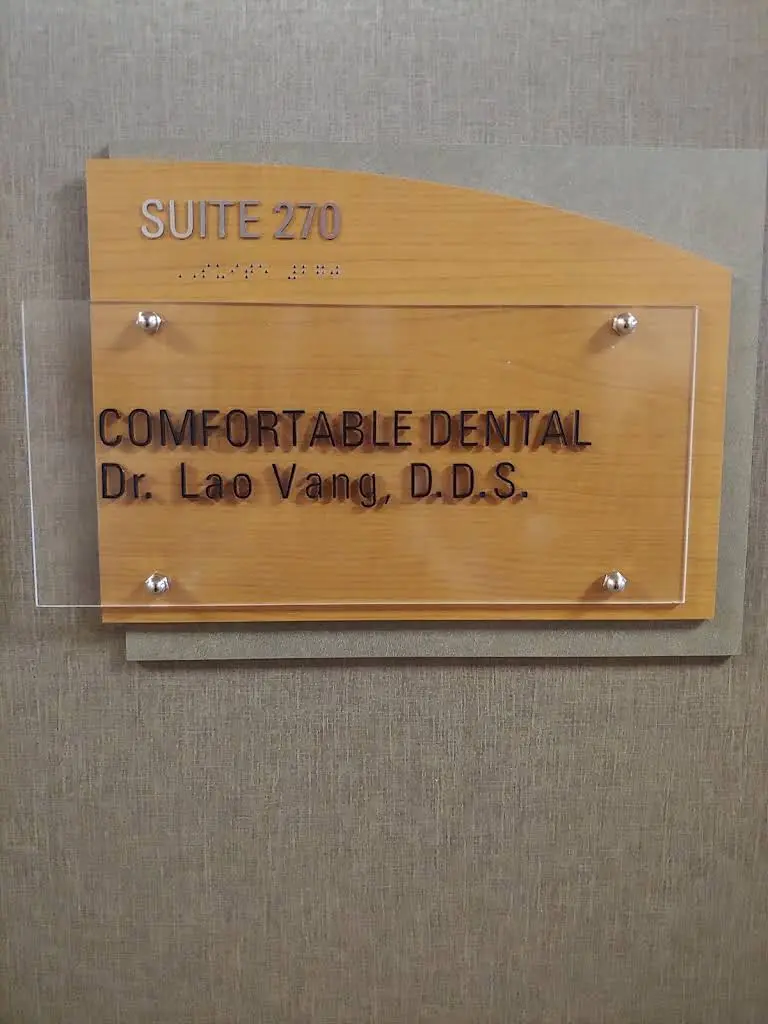 SUITE 270
COMFORTABLE DENTAL
Dr. Lao Vang, D.D.S.